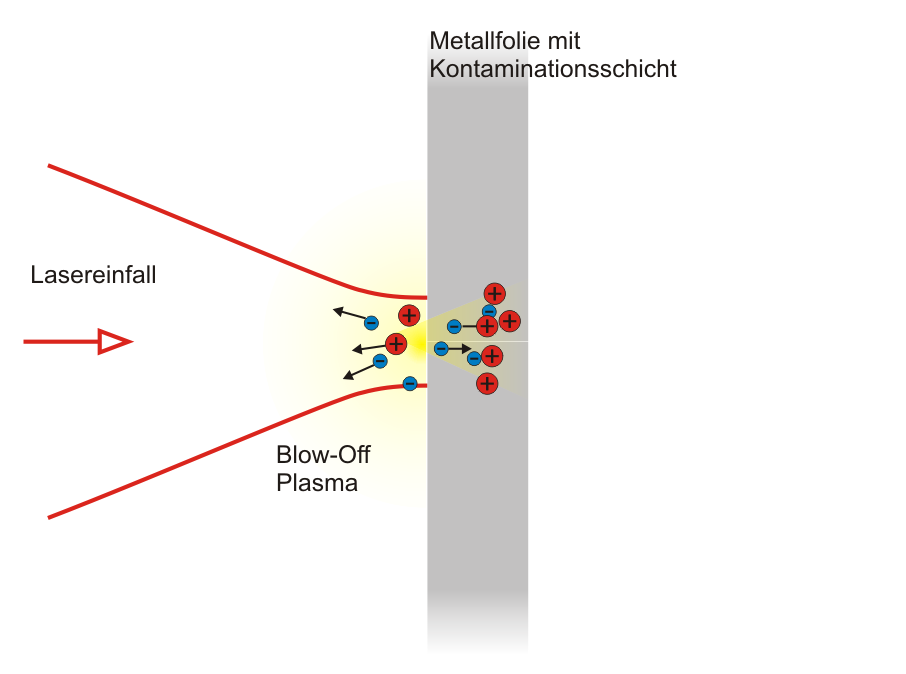 Metallfolie mit
Kontaminationsschicht
Lasereinfall
Blow-Off
Plasma